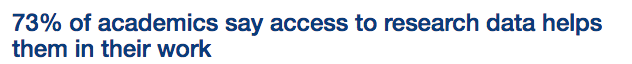 73% of academics say access to research data helps
them in their work